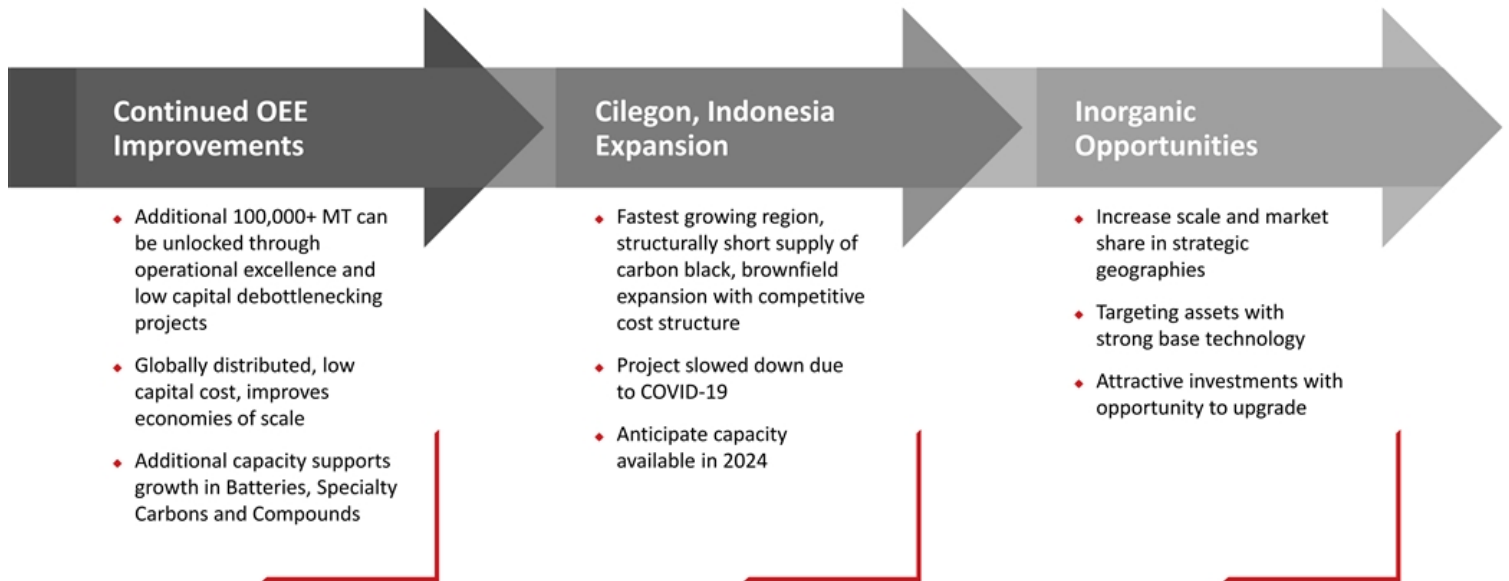 Continued OEE
Improvements
Additional 100,000+ MT can
be unlocked through
operational excellence and
low capital debottlenecking
projects
Globally distributed, low
capital cost, improves
economies of scale
Additional capacity supports
growth in Batteries, Specialty
Carbons and Compounds
Cilegon, Indonesia
Expansion
Fastest growing region,
structurally short supply of
carbon black, brownfield
expansion with competitive
cost structure
Project slowed down due
to COVID-19
Anticipate capacity
available in 2024
Inorganic
Opportunities
Increase scale and market
share in strategic
geographies
Targeting assets with
strong base technology
Attractive investments with
opportunity to upgrade